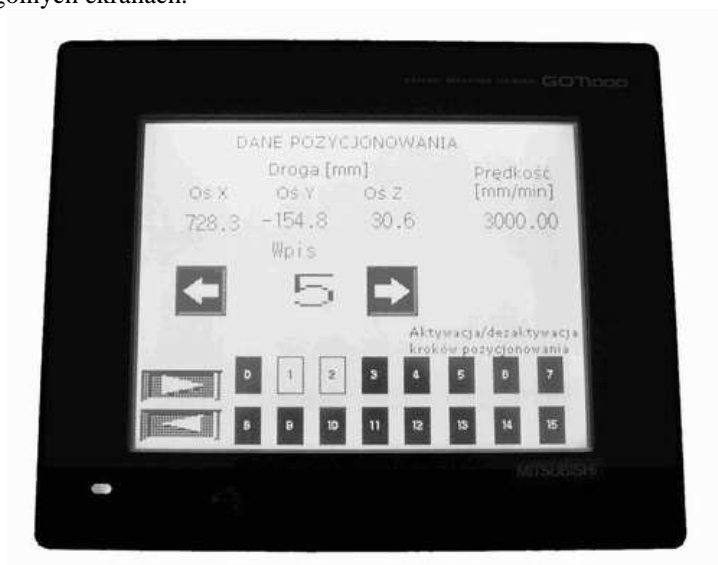 gólnych ekranach.
GOT1000
DANE POZYCJONOWANIA
Droga [mm]
Prędkość
[mm/min]
Oś X Oś Y Oś Z
728.3 -154.8 30.6 3000.00
Wpis
5
Aktywacja/dezaktywacja
kroków pozycjonowania
0 1 2 3 4 5 6 7
8 9 10 11 12 13 14 15
MITSUBISHI